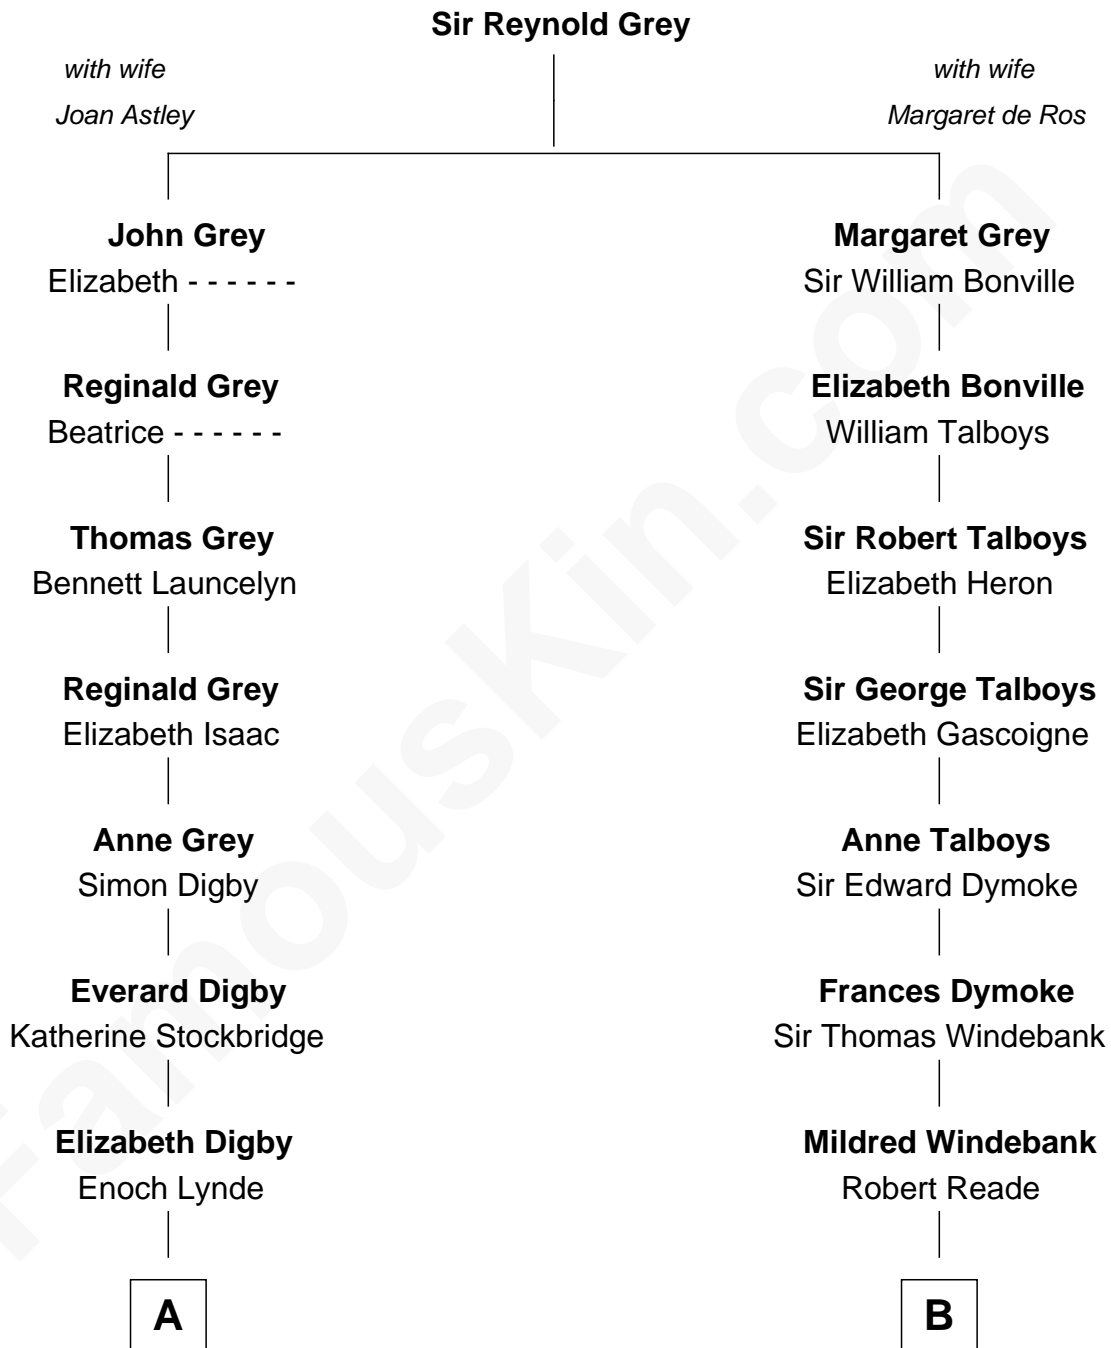 Sir Reynold Grey
with wife
Joan Astley
with wife
Margaret de Ros
John Grey
Elizabeth - - - - - -
Margaret Grey
Sir William Bonville
Reginald Grey
Beatrice - - - - - -
Elizabeth Bonville
William Talboys
Thomas Grey
Bennett Launcelyn
Sir Robert Talboys
Elizabeth Heron
Reginald Grey
Elizabeth Isaac
Sir George Talboys
Elizabeth Gascoigne
Anne Grey
Simon Digby
Anne Talboys
Sir Edward Dymoke
Everard Digby
Katherine Stockbridge
Frances Dymoke
Sir Thomas Windebank
Elizabeth Digby
Enoch Lynde
Mildred Windebank
Robert Reade
A
B
FamousKin.com